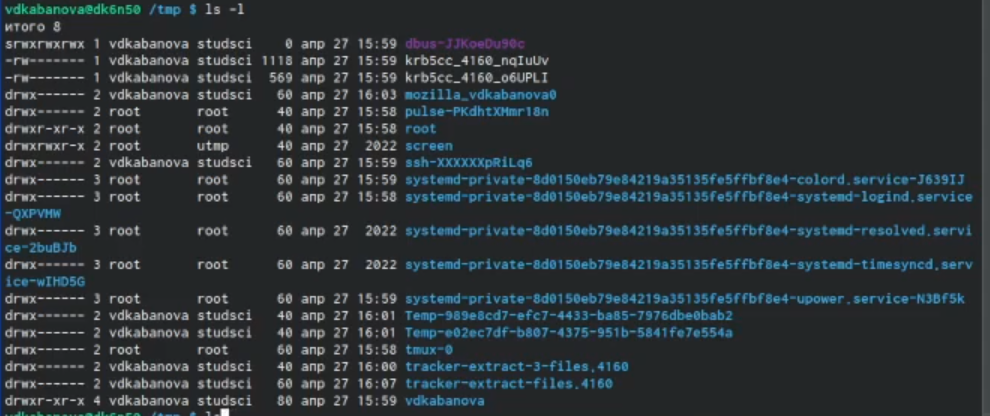 vdkabanova@dk6n50 /tmp $ ls -l
итого 8
srwxrwxrwx 1 vdkabanova studsci 0 апр 27 15:59 dbus-JJKoeDu90c
-rw------- 1 vdkabanova studsci 1118 апр 27 15:59 krb5cc_4160_nqIuUv
-rw------- 1 vdkabanova studsci 569 апр 27 15:59 krb5cc_4160_o6UPLI
drwx------ 2 vdkabanova studsci 60 апр 27 16:03 mozilla_vdkabanova0
drwx------ 2 root root 40 апр 27 15:58 pulse-PKdhtXMmr18n
drwxr-xr-x 2 root root 40 апр 27 15:58 root
drwxrwxr-x 2 root utmp 40 апр 27 2022 screen
drwx------ 2 vdkabanova studsci 60 апр 27 15:59 ssh-XXXXXXpRiLq6
drwx------ 3 root root 60 апр 27 15:59 systemd-private-8d0150eb79e84219a35135fe5ffbf8e4-colord.service-J639IJ
drwx------ 3 root root 60 апр 27 15:58 systemd-private-8d0150eb79e84219a35135fe5ffbf8e4-systemd-logind.service
-QXPVMW
drwx------ 3 root root 60 апр 27 2022 systemd-private-8d0150eb79e84219a35135fe5ffbf8e4-systemd-resolved.servi
ce-2buBJb
drwx------ 3 root root 60 апр 27 2022 systemd-private-8d0150eb79e84219a35135fe5ffbf8e4-systemd-timesyncd.serv
ice-wIHD5G
drwx------ 3 root root 60 апр 27 15:59 systemd-private-8d0150eb79e84219a35135fe5ffbf8e4-upower.service-N3Bf5k
drwx------ 2 vdkabanova studsci 40 апр 27 16:01 Temp-989e8cd7-efc7-4433-ba85-7976dbe0bab2
drwx------ 2 vdkabanova studsci 40 апр 27 16:01 Temp-e02ec7df-b807-4375-951b-5841fe7e554a
drwx------ 2 root root 60 апр 27 15:58 tmux-0
drwx------ 2 vdkabanova studsci 40 апр 27 16:00 tracker-extract-3-files.4160
drwx------ 2 vdkabanova studsci 60 апр 27 16:07 tracker-extract-files.4160
drwxr-xr-x 4 vdkabanova studsci 80 апр 27 15:59 vdkabanova
vdkabanova@dk6n50 /tmp $ ls